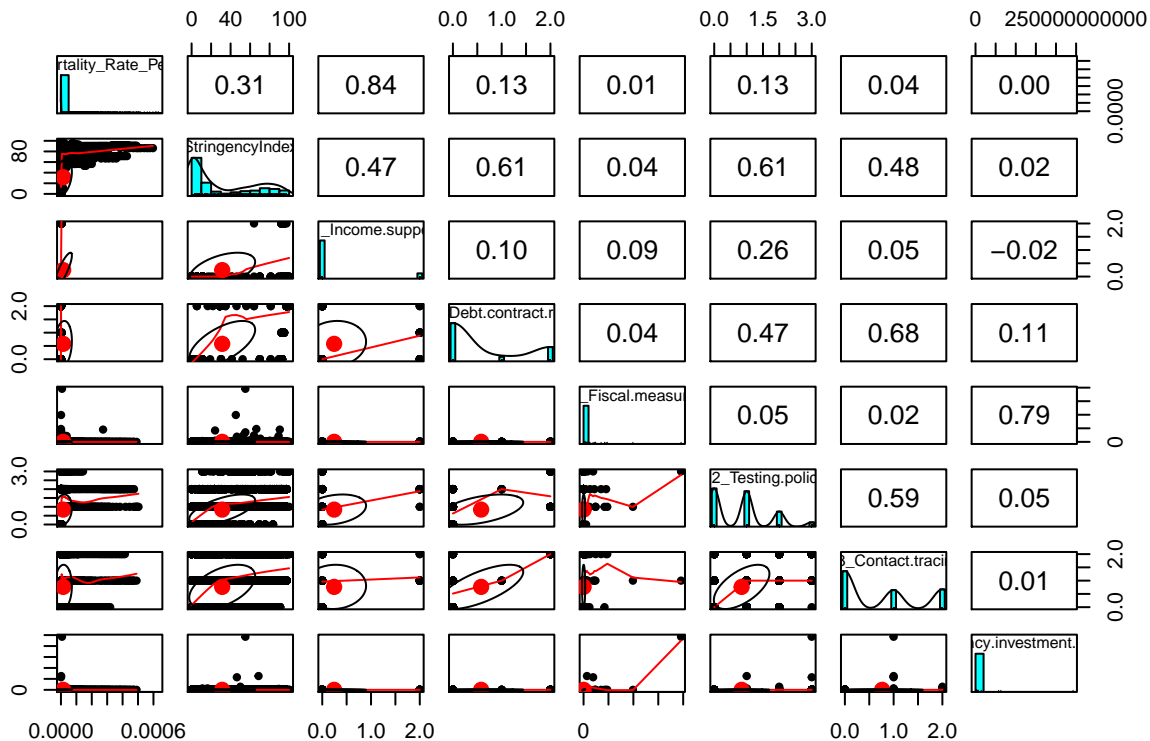 0 40 100 0.0 1.0 2.0 0.0 1.5 3.0 0 250000000000
rtality_Rate_Pe 0.31 0.84 0.13 0.01 0.13 0.04 0.00 0.0000
0 80 StringencyIndex 0.47 0.61 0.04 0.61 0.48 0.02
_Income.suppo 0.10 0.09 0.26 0.05 −0.02 0.0 2.0
0.0 2.0 Debt.contract.r 0.04 0.47 0.68 0.11
_Fiscal.measur 0.05 0.02 0.79 0
0.0 3.0 2_Testing.polic 0.59 0.05
3_Contact.traci 0.01 0.0 2.0
0 ncy.investment.
0.0000 0.0006 0.0 1.0 2.0 0 0.0 1.0 2.0